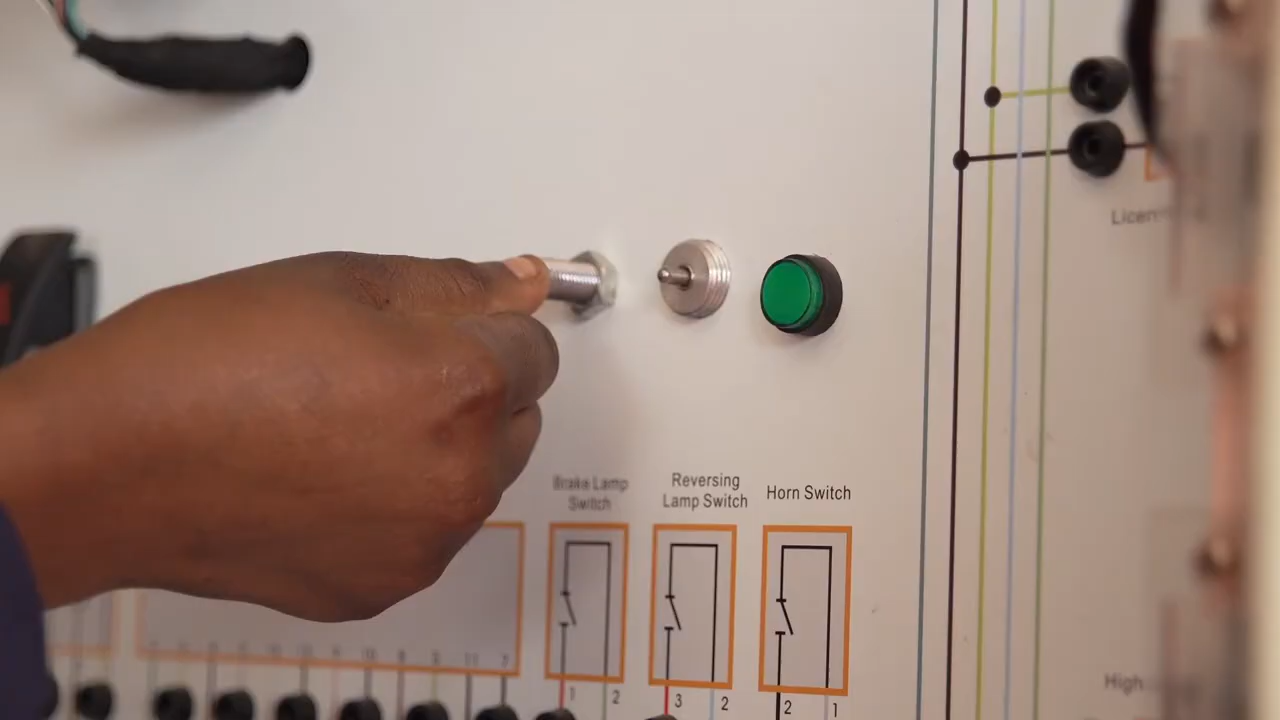 Brake Lamp
Switch
Reversing
Lamp Switch
Horn Switch
1
2
3
2
2
1
High